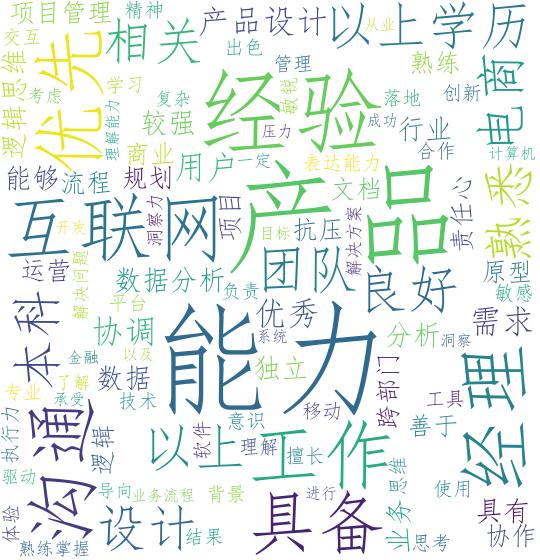 项目管理
精神
产品设计
从业
以上学历
交互
相关
出色
优先
逻辑思维
考虑
学习
管理
熟练
电商
理解能力
复杂
敏锐
落地
创新
经验
较强
压力
成功
行业
计算机
商业
用户
一定
表达能力
合作
能够
流程
规划
文档
责任心
熟悉
产品
互联网
洞察力
项目
开发
目标
抗压
解决方案
运营
解决问题
数据分析
团队
良好
原型
敏感
负责
本科
平台
优秀
协调
能力
系统
分析
洞察
需求
金融
以及
独立
跨部门
经理
专业
了解
数据
承受
技术
移动
工具
善于
沟通
执行力
逻辑
以上
软件
意识
理解
工作
擅长
业务
思维
使用
驱动
导向
业务流程
背景
具备
进行
具有
体验
设计
结果
熟练掌握
思考
协作